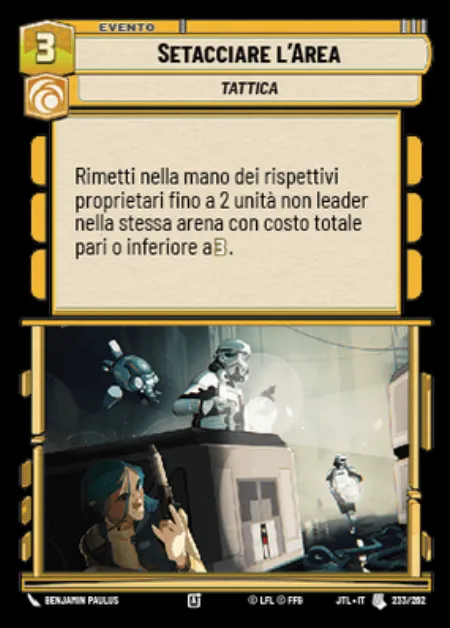 EVENTO
3
SETACCIARE L'AREA
TATTICA
Rimetti nella mano dei rispettivi
proprietari fino a 2 unità non leader
nella stessa arena con costo totale
pari o inferiore a 3.
BENJAMIN PAULUS
A
© LFL © FFG
JTL • IT
233/262